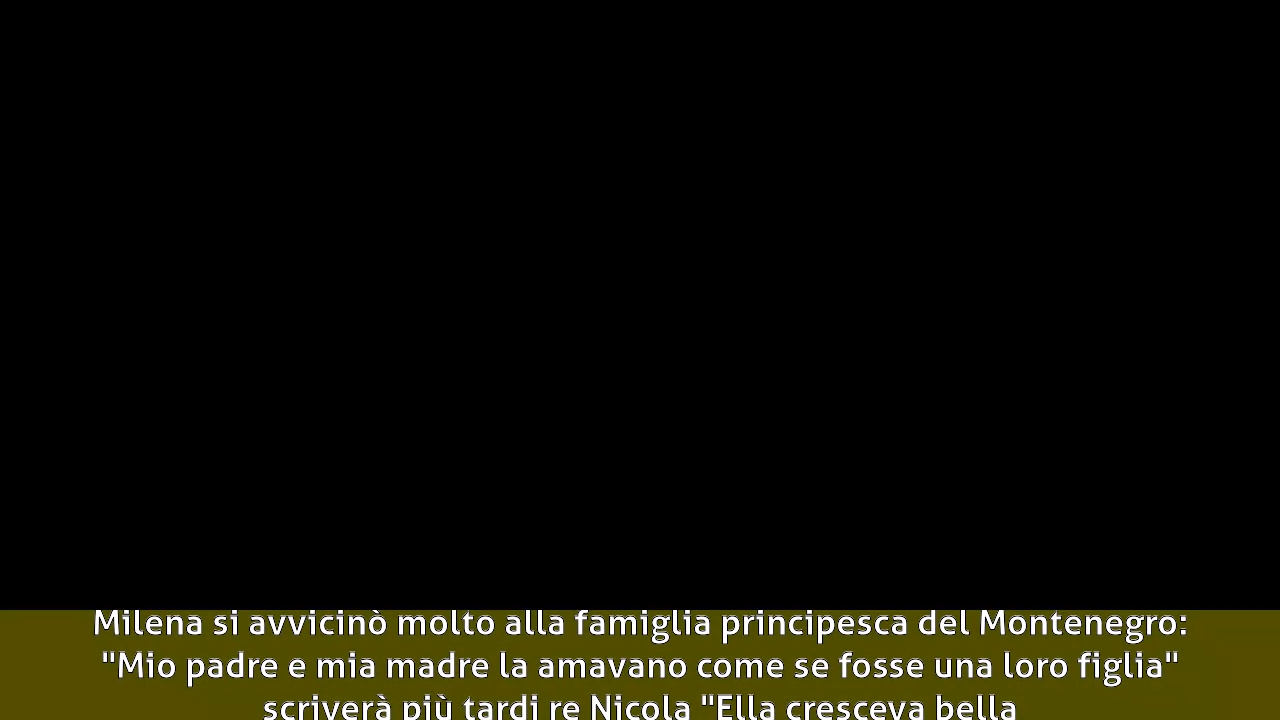 Milena si avvicinò molto alla famiglia principesca del Montenegro:
"Mio padre e mia madre la amavano come se fosse una loro figlia"
scriverà più tardi re Nicola "Ella cresceva bella